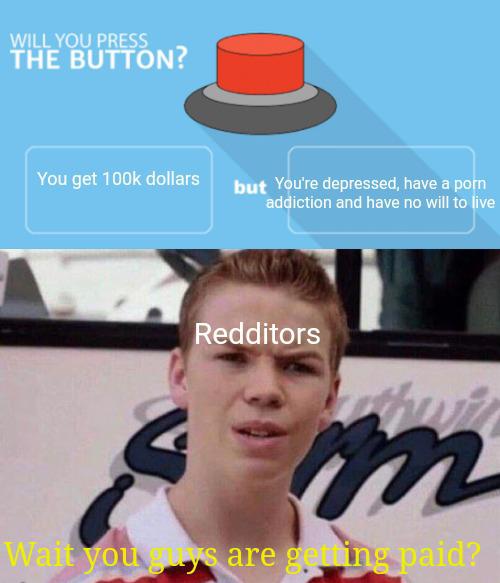 WILL YOU PRESS
THE BUTTON?
You get 100k dollars
but
You're depressed, have a porn
addiction and have no will to live
Redditors
Wait you guys are getting paid?